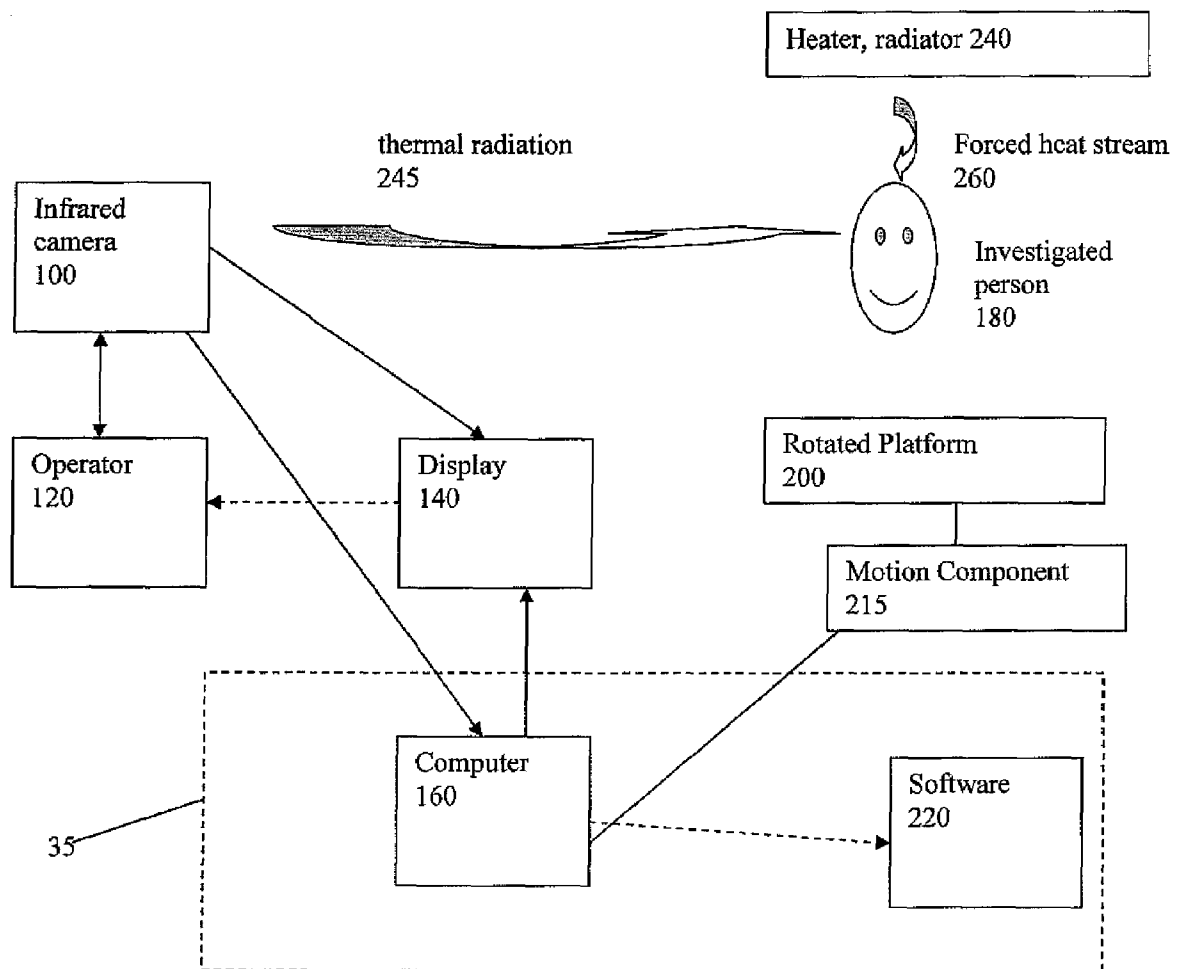 Heater, radiator 240
thermal radiation
245
Forced heat stream
260
Infrared
camera
100
Investigated
person
180
Operator
120
Display
140
Rotated Platform
200
Motion Component
215
Computer
160
Software
220
35